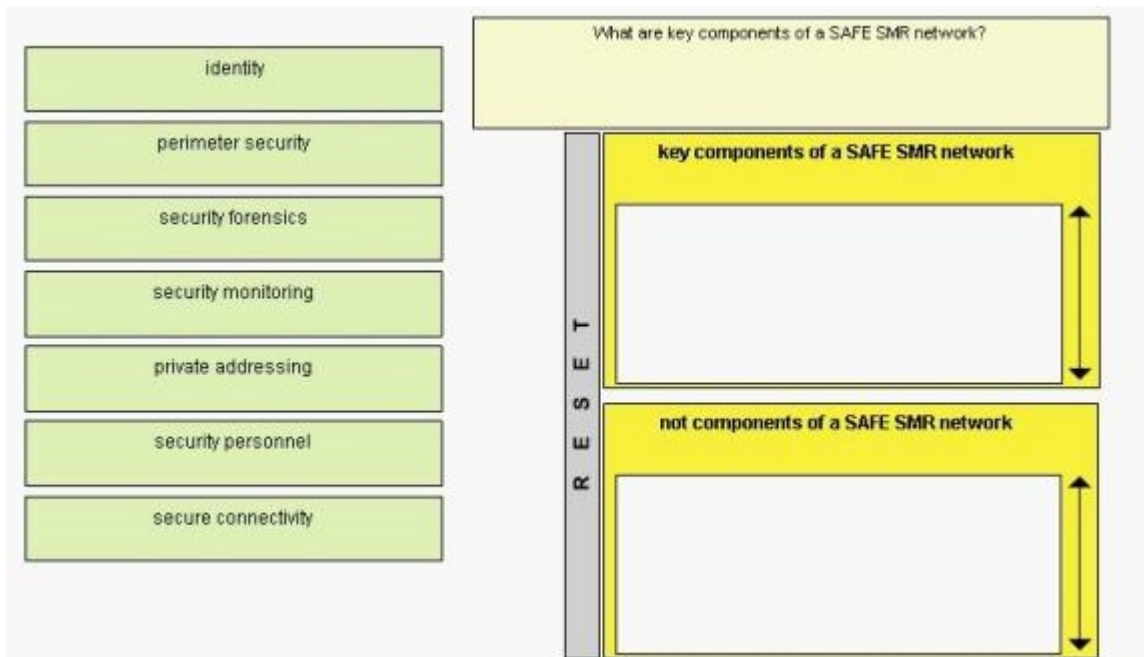 identity
perimeter security
security forensics
security monitoring
private addressing
security personnel
secure connectivity
What are key components of a SAFE SMR network?
RESET
key components of a SAFE SMR network
not components of a SAFE SMR network